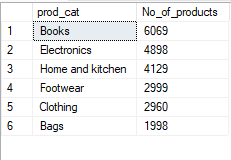 prod_cat No_of_products
1 Books 6069
2 Electronics 4898
3 Home and kitchen 4129
4 Footwear 2999
5 Clothing 2960
6 Bags 1998